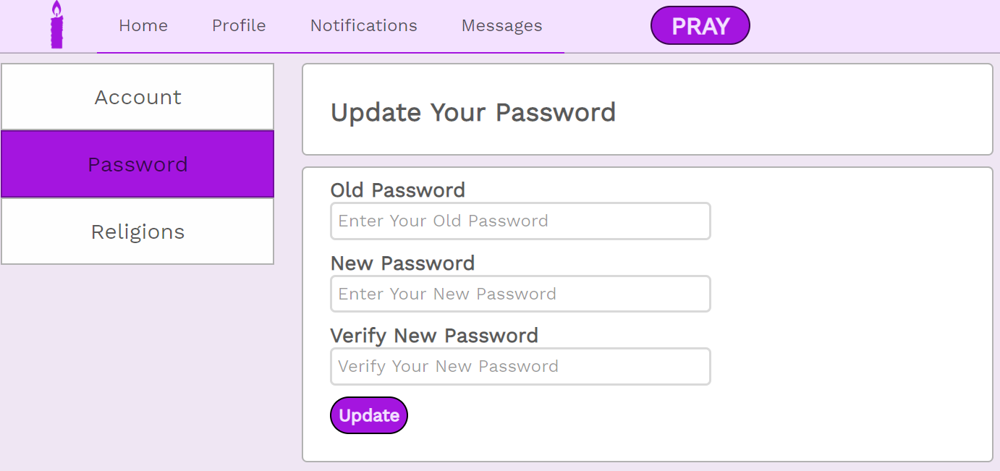 Home Profile Notifications Messages PRAY
Account
Password
Religions
Update Your Password
Old Password
Enter Your Old Password
New Password
Enter Your New Password
Verify New Password
Verify Your New Password
Update